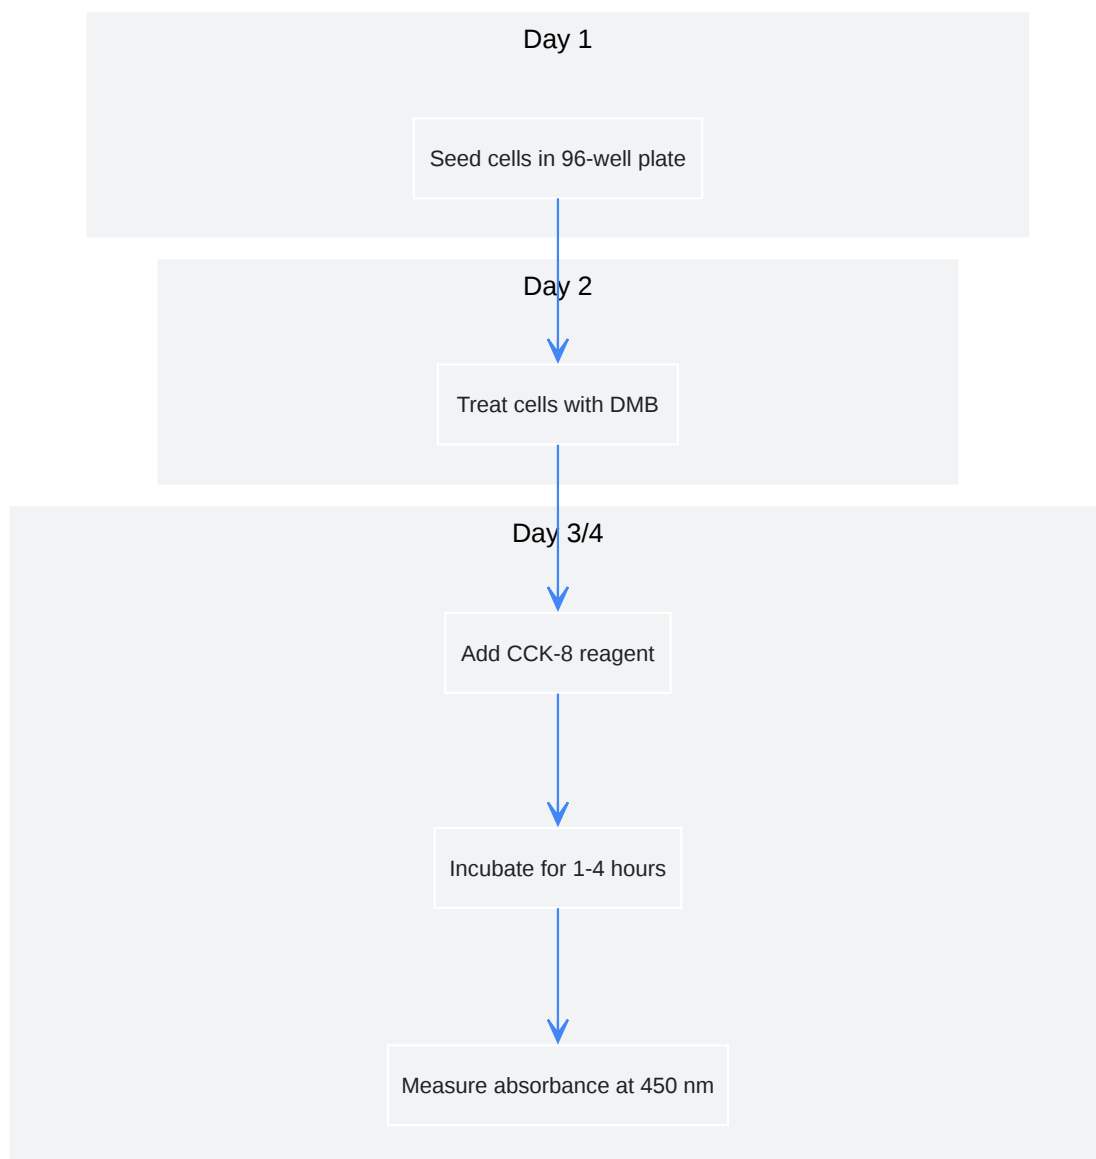 Day 1
Seed cells in 96-well plate
Day 2
Treat cells with DMB
Day 3/4
Add CCK-8 reagent
Incubate for 1-4 hours
Measure absorbance at 450 nm